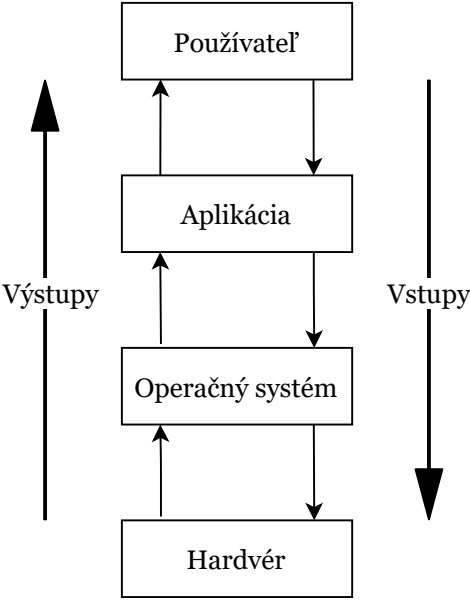 Používateľ
Aplikácia
Výstupy
Vstupy
Operačný systém
Hardvér